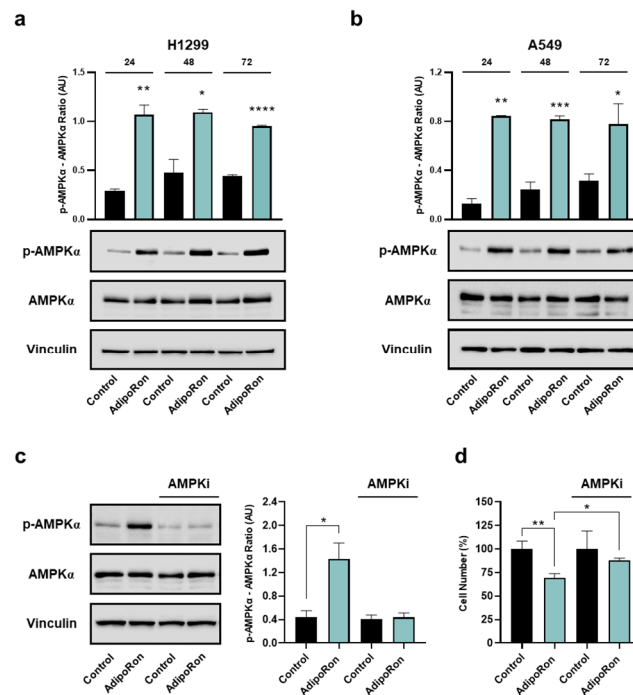 a
H1299
24 48 72
p-AMPKα - AMPKα Ratio (AU)
1.5
1.0
0.5
0.0
** * ****
p-AMPKα
AMPKα
Vinculin
Control AdipoRon Control AdipoRon Control AdipoRon
b
A549
24 48 72
p-AMPKα - AMPKα Ratio (AU)
1.2
0.8
0.4
0.0
** *** *
p-AMPKα
AMPKα
Vinculin
Control AdipoRon Control AdipoRon Control AdipoRon
c
AMPKi
p-AMPKα
AMPKα
Vinculin
Control AdipoRon Control AdipoRon
AMPKi
p-AMPKα - AMPKα Ratio (AU)
2.4
2.0
1.6
1.2
0.8
0.4
0.0
*
Control AdipoRon Control AdipoRon
d
AMPKi
Cell Number (%)
125
100
75
50
25
0
** *
Control AdipoRon Control AdipoRon